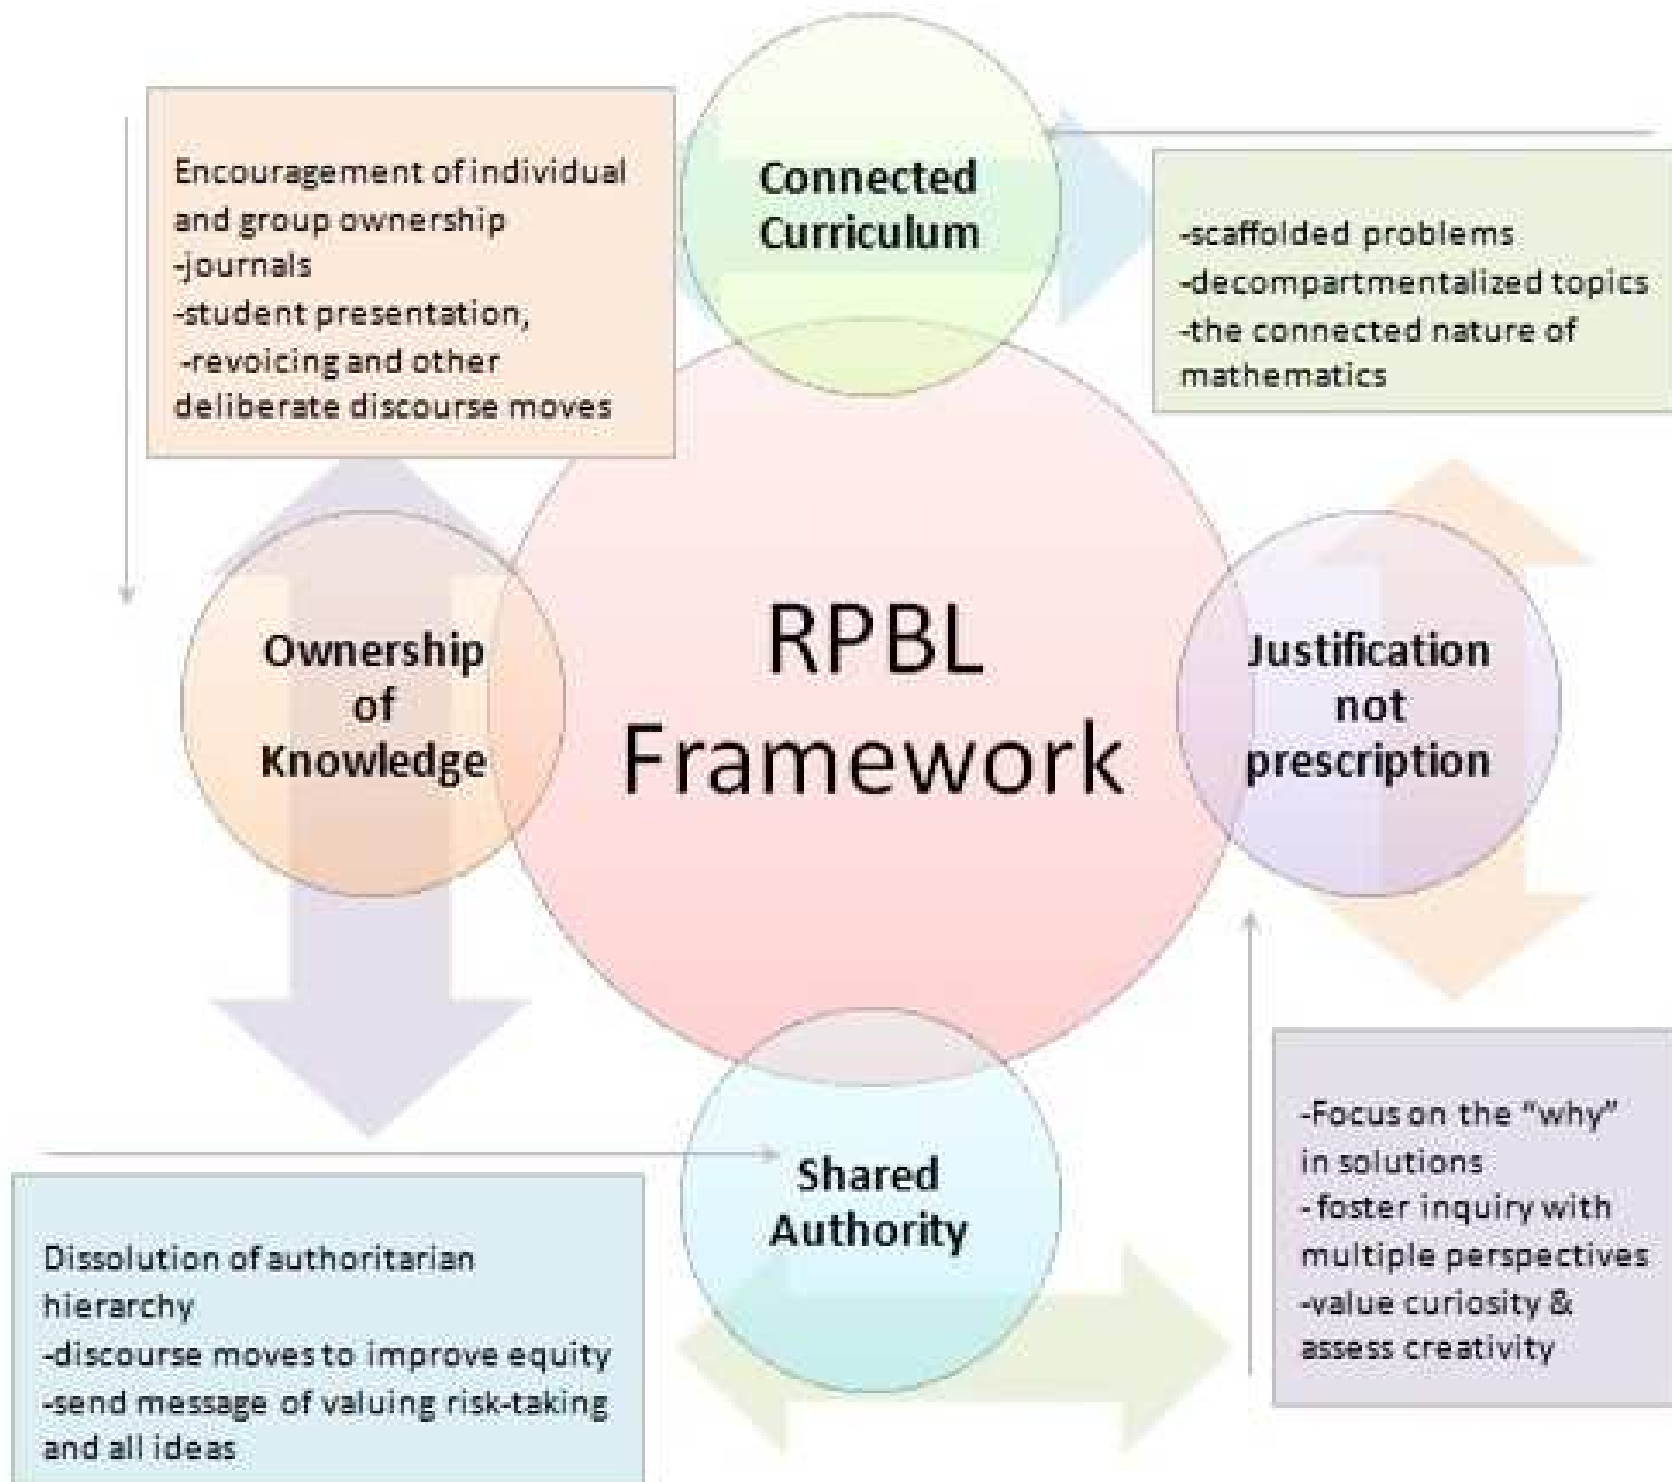 Connected
Curriculum
Encouragement of individual
and group ownership
-journals
-student presentation,
-revoicing and other
deliberate discourse moves
-scaffolded problems
-decompartmentalized topics
-the connected nature of
mathematics
Ownership
of
Knowledge
RPBL
Framework
Justification
not
prescription
Shared
Authority
Dissolution of authoritarian
hierarchy
-discourse moves to improve equity
-send message of valuing risk-taking
and all ideas
-Focus on the “why”
in solutions
-foster inquiry with
multiple perspectives
-value curiosity &
assess creativity